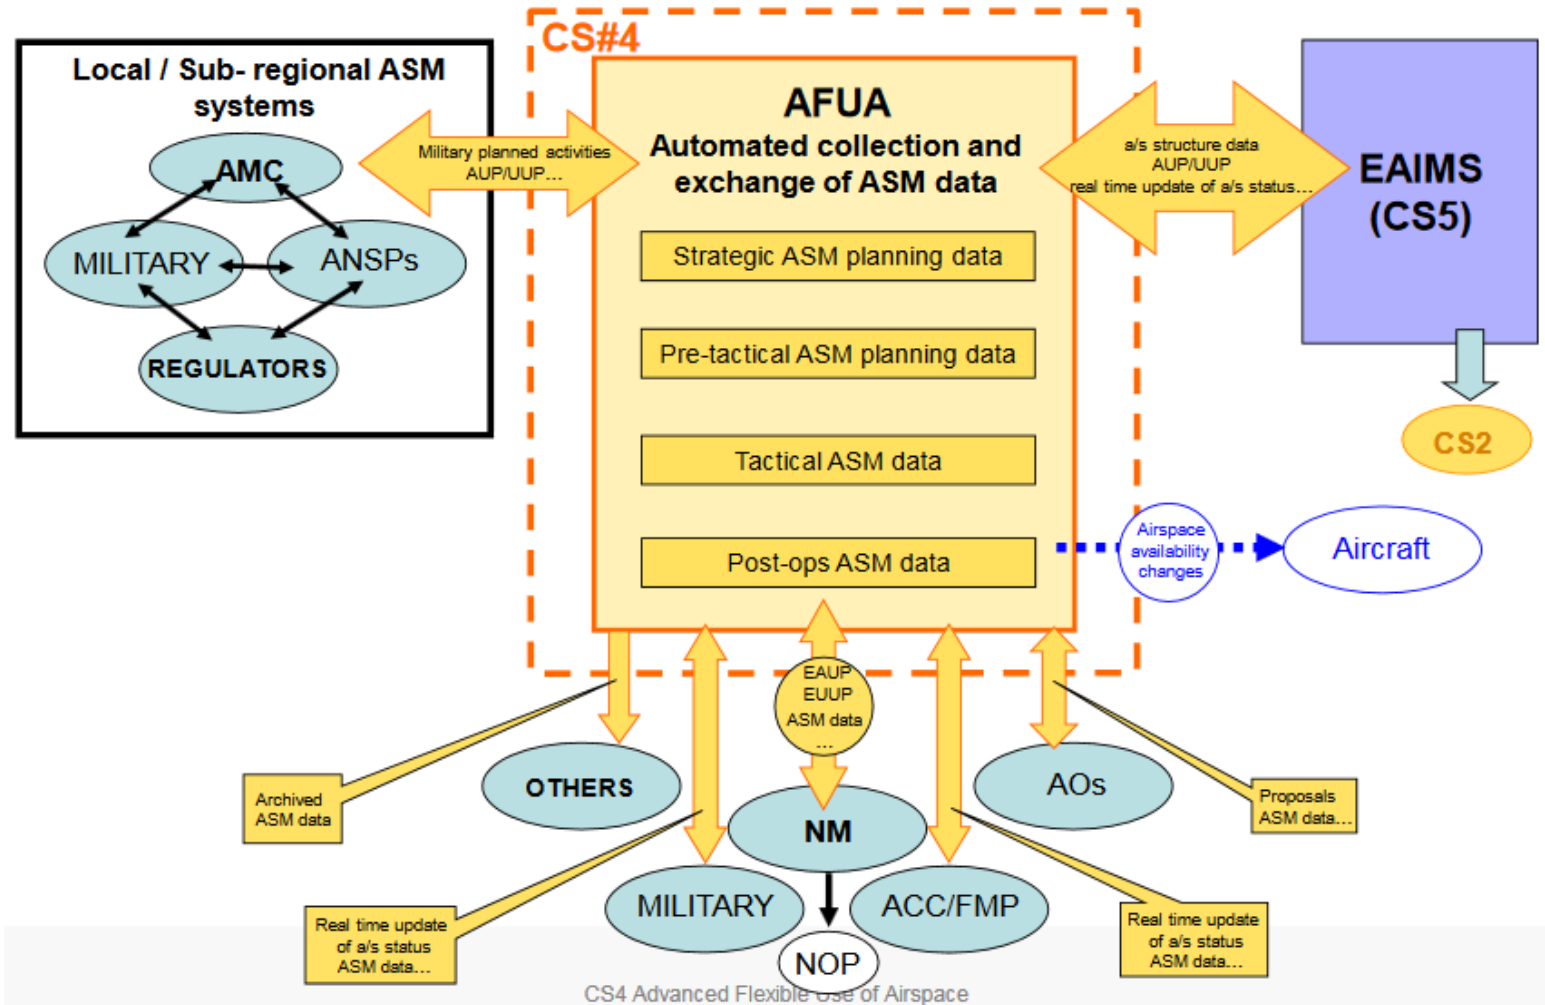 CS#4
Local / Sub- regional ASM
systems
AMC
MILITARY
ANSPs
REGULATORS
Military planned activities
AUP/UUP...
AFUA
Automated collection and
exchange of ASM data
Strategic ASM planning data
Pre-tactical ASM planning data
Tactical ASM data
Post-ops ASM data
a/s structure data
AUP/UUP
real time update of a/s status...
EAIMS
(CS5)
CS2
Airspace
availability
changes
Aircraft
EAUP
EUUP
ASM data
...
OTHERS
AOs
NM
MILITARY
ACC/FMP
NOP
Archived
ASM data
Proposals
ASM data...
Real time update
of a/s status
ASM data...
Real time update
of a/s status
ASM data...
CS4 Advanced Flexible Use of Airspace